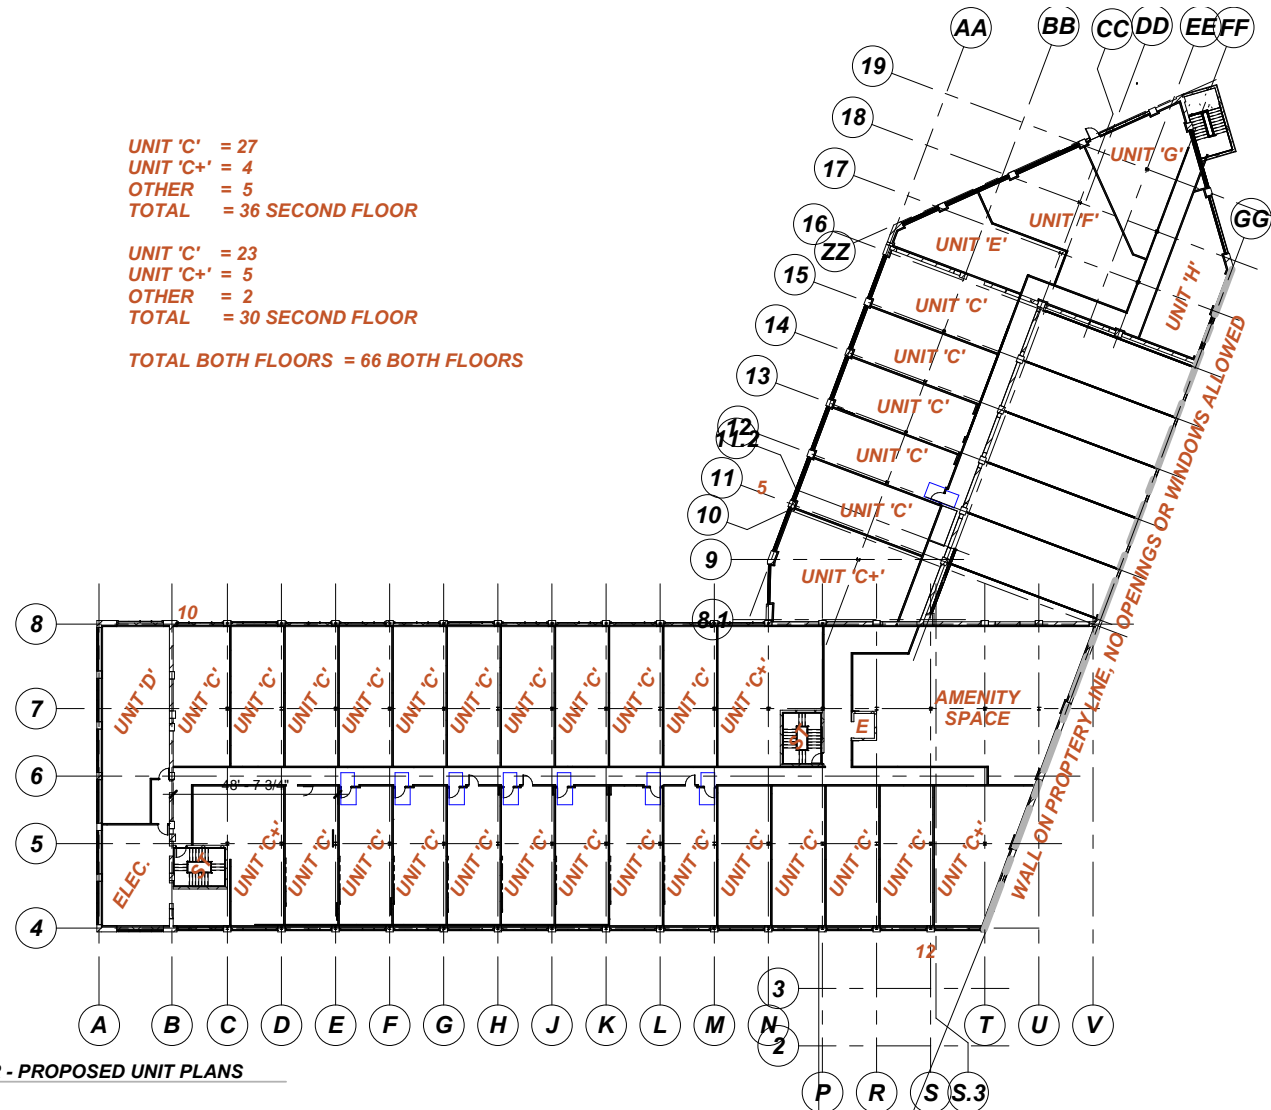 AA
BB
CC
DD
EE
FF
19
18
17
16
ZZ
15
14
13
12
11.2
11
10
9
8.1
GG
UNIT 'C' = 27
UNIT 'C+' = 4
OTHER = 5
TOTAL = 36 SECOND FLOOR
UNIT 'C' = 23
UNIT 'C+' = 5
OTHER = 2
TOTAL = 30 SECOND FLOOR
TOTAL BOTH FLOORS = 66 BOTH FLOORS
UNIT 'G'
UNIT 'F'
UNIT 'E'
UNIT 'H'
UNIT 'C'
UNIT 'C'
UNIT 'C'
UNIT 'C'
5
UNIT 'C'
UNIT 'C+'
WALL ON PROPTERY LINE, NO OPENINGS OR WINDOWS ALLOWED
10
8
7
6
5
4
UNIT 'D'
UNIT 'C'
UNIT 'C'
UNIT 'C'
UNIT 'C'
UNIT 'C'
UNIT 'C'
UNIT 'C'
UNIT 'C'
UNIT 'C'
UNIT 'C+'
ST.
E
AMENITY
SPACE
48' - 7 3/4"
ELEC.
ST.
UNIT 'C+'
UNIT 'C'
UNIT 'C'
UNIT 'C'
UNIT 'C'
UNIT 'C'
UNIT 'C'
UNIT 'C'
UNIT 'C'
UNIT 'C'
UNIT 'C'
UNIT 'C'
UNIT 'C'
UNIT 'C+'
12
3
2
A
B
C
D
E
F
G
H
J
K
L
M
N
T
U
V
P
R
S
S.3
- PROPOSED UNIT PLANS